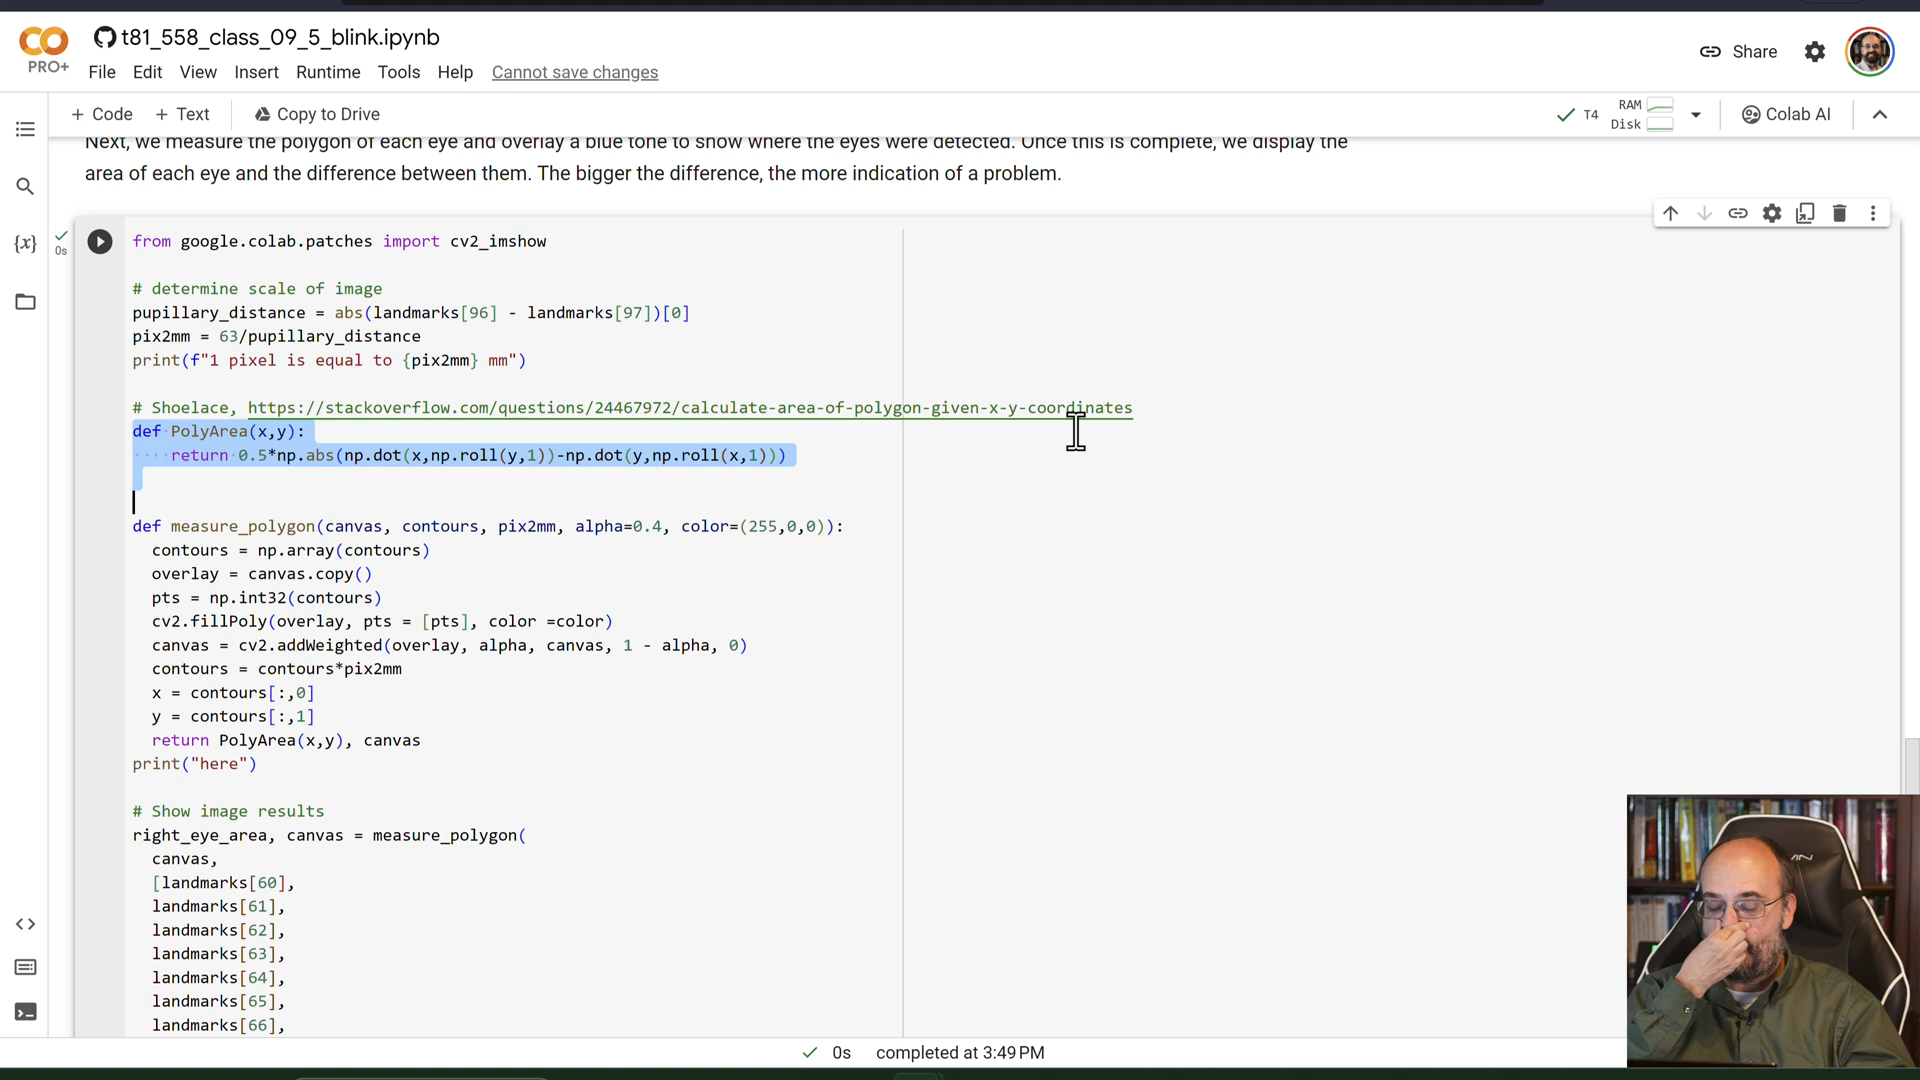 t81_558_class_09_5_blink.ipynb
PRO+
File Edit View Insert Runtime Tools Help Cannot save changes
Share
+ Code + Text Copy to Drive
T4 RAM Disk
Colab AI
Next, we measure the polygon of each eye and overlay a blue tone to show where the eyes were detected. Once this is complete, we display the
area of each eye and the difference between them. The bigger the difference, the more indication of a problem.
{x}
0s
from google.colab.patches import cv2_imshow
# determine scale of image
pupillary_distance = abs(landmarks[96] - landmarks[97])[0]
pix2mm = 63/pupillary_distance
print(f"1 pixel is equal to {pix2mm} mm")
# Shoelace, https://stackoverflow.com/questions/24467972/calculate-area-of-polygon-given-x-y-coordinates
def PolyArea(x,y):
    return 0.5*np.abs(np.dot(x,np.roll(y,1))-np.dot(y,np.roll(x,1)))
def measure_polygon(canvas, contours, pix2mm, alpha=0.4, color=(255,0,0)):
  contours = np.array(contours)
  overlay = canvas.copy()
  pts = np.int32(contours)
  cv2.fillPoly(overlay, pts = [pts], color =color)
  canvas = cv2.addWeighted(overlay, alpha, canvas, 1 - alpha, 0)
  contours = contours*pix2mm
  x = contours[:,0]
  y = contours[:,1]
  return PolyArea(x,y), canvas
print("here")
# Show image results
right_eye_area, canvas = measure_polygon(
  canvas,
  [landmarks[60],
  landmarks[61],
  landmarks[62],
  landmarks[63],
  landmarks[64],
  landmarks[65],
  landmarks[66],
0s completed at 3:49 PM